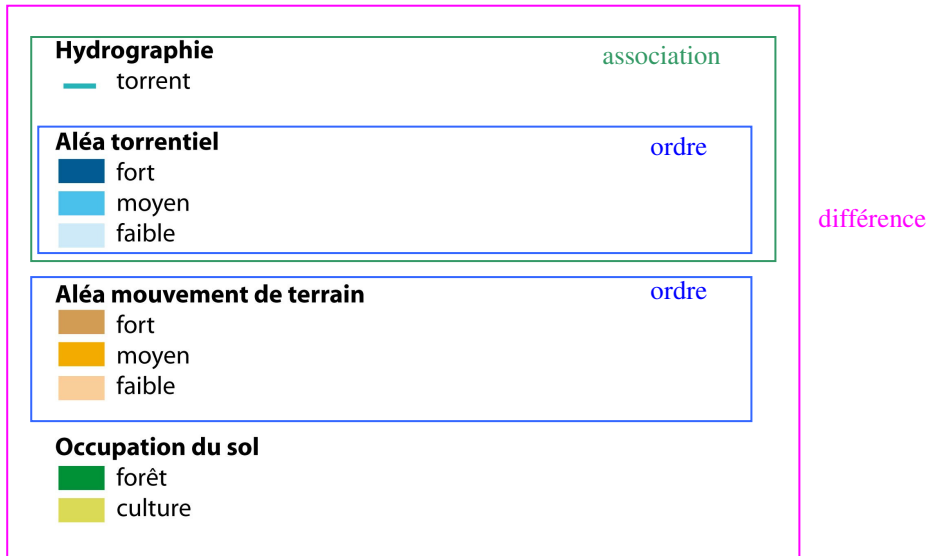 Hydrographie
association
torrent
Aléa torrentiel
ordre
fort
moyen
faible
différence
Aléa mouvement de terrain
ordre
fort
moyen
faible
Occupation du sol
forêt
culture